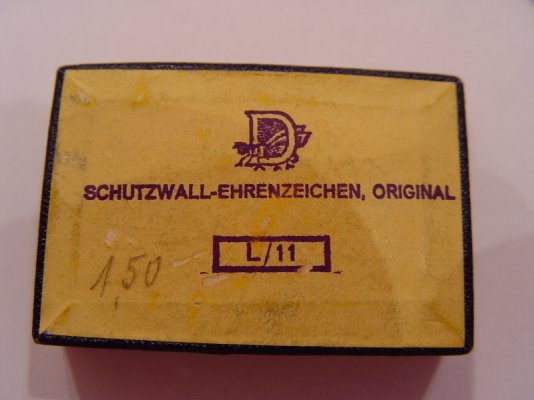 D
SCHUTZWALL-EHRENZEICHEN, ORIGINAL
L/11
1,50